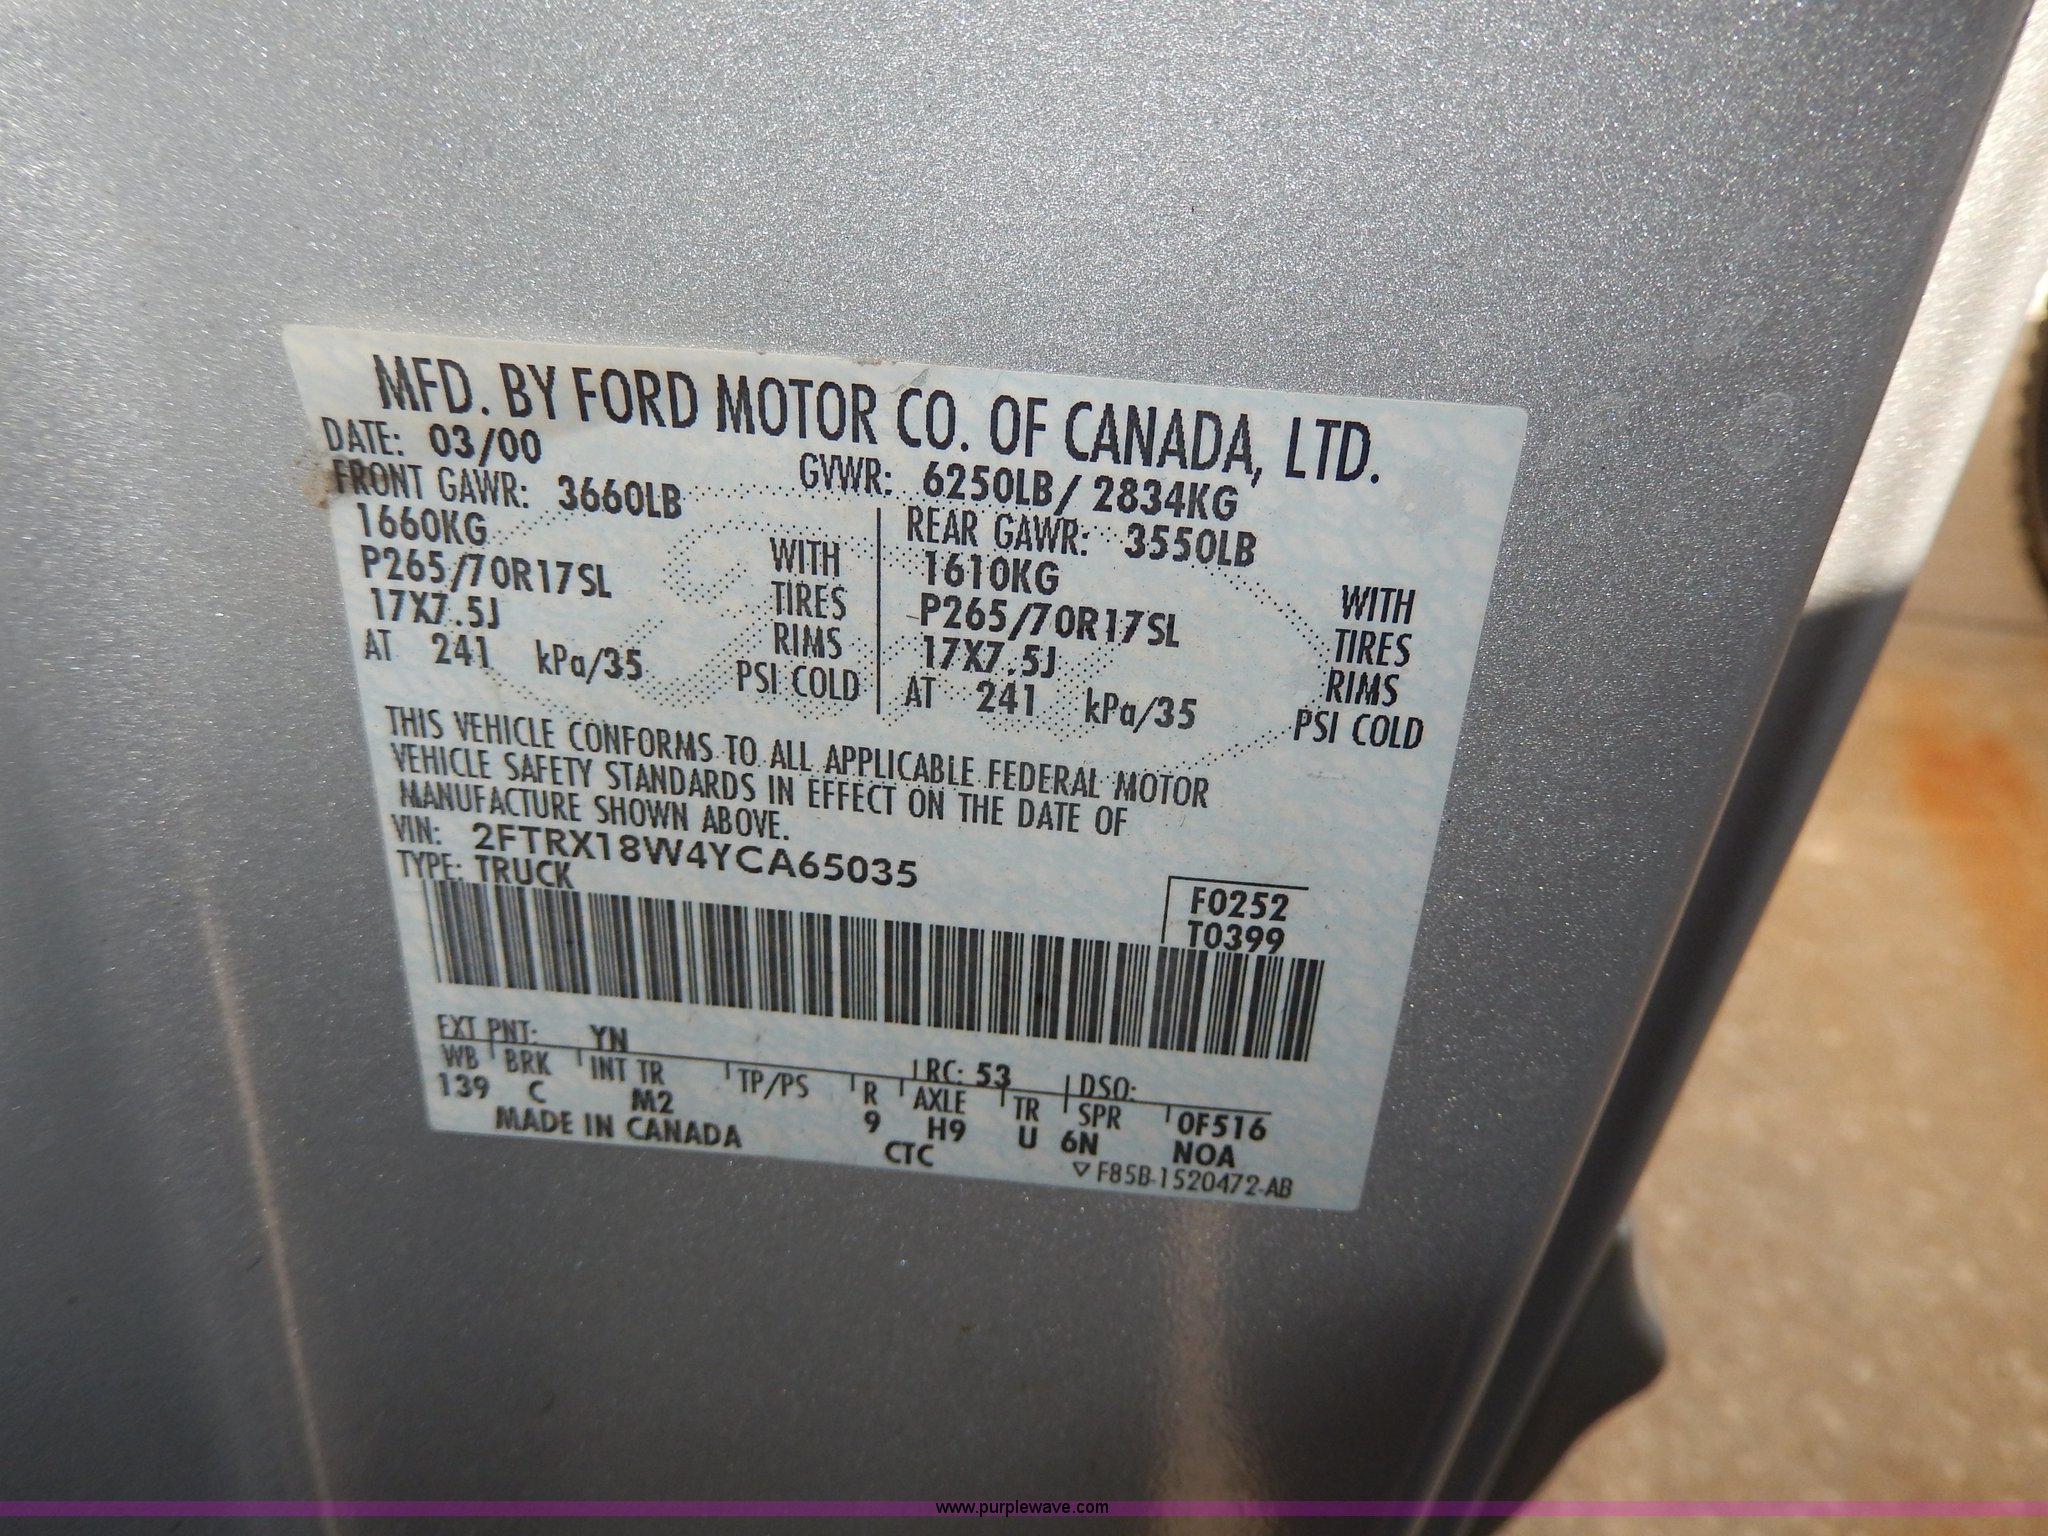 MFD. BY FORD MOTOR CO. OF CANADA, LTD.
DATE: 03/00 GVWR: 6250LB/ 2834KG
FRONT GAWR: 3660LB REAR GAWR: 3550LB
1660KG WITH 1610KG WITH
P265/70R17SL TIRES P265/70R17SL TIRES
17X7.5J RIMS 17X7.5J RIMS
AT 241 kPa/35 PSI COLD AT 241 kPa/35 PSI COLD
THIS VEHICLE CONFORMS TO ALL APPLICABLE FEDERAL MOTOR
VEHICLE SAFETY STANDARDS IN EFFECT ON THE DATE OF
MANUFACTURE SHOWN ABOVE.
VIN: 2FTRX18W4YCA65035
TYPE: TRUCK F0252
T0399
EXT PNT: YN RC: 53 DSO:
WB BRK INT TR TP/PS R AXLE TR SPR 0F516
139 C M2 9 H9 U 6N NOA
MADE IN CANADA CTC
▽ F85B-1520472-AB
www.purplewave.com